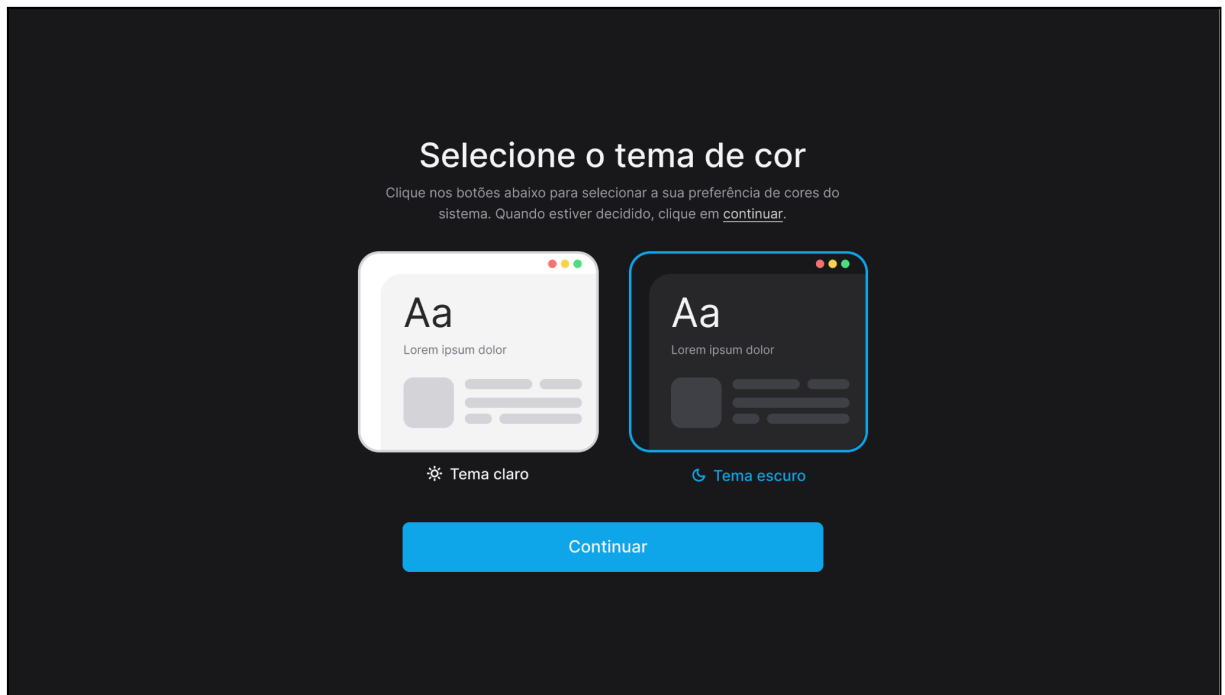 Selecione o tema de cor
Clique nos botões abaixo para selecionar a sua preferência de cores do
sistema. Quando estiver decidido, clique em continuar.
Aa
Lorem ipsum dolor
Aa
Lorem ipsum dolor
Tema claro
Tema escuro
Continuar